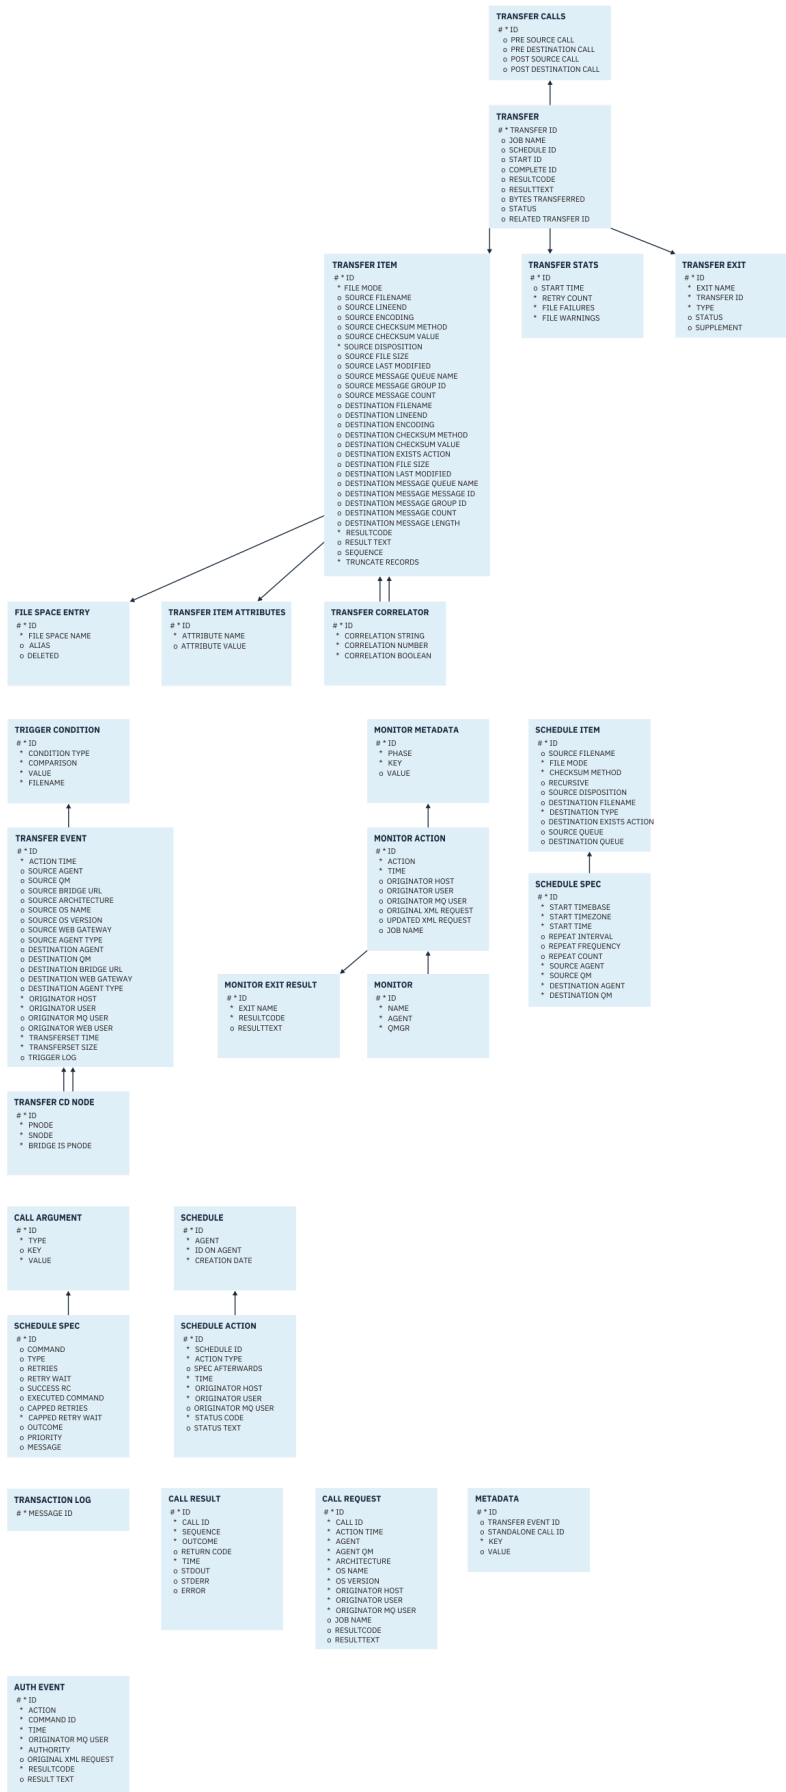 TRANSFER CALLS
# * ID
o PRE SOURCE CALL
o PRE DESTINATION CALL
o POST SOURCE CALL
o POST DESTINATION CALL
TRANSFER
# * TRANSFER ID
o JOB NAME
o SCHEDULE ID
o START ID
o COMPLETE ID
o RESULTCODE
o RESULTTEXT
o BYTES TRANSFERRED
o STATUS
o RELATED TRANSFER ID
TRANSFER ITEM
# * ID
* FILE MODE
o SOURCE FILENAME
o SOURCE LINEEND
o SOURCE ENCODING
o SOURCE CHECKSUM METHOD
o SOURCE CHECKSUM VALUE
* SOURCE DISPOSITION
o SOURCE FILE SIZE
o SOURCE LAST MODIFIED
o SOURCE MESSAGE QUEUE NAME
o SOURCE MESSAGE GROUP ID
o SOURCE MESSAGE COUNT
o DESTINATION FILENAME
o DESTINATION LINEEND
o DESTINATION ENCODING
o DESTINATION CHECKSUM METHOD
o DESTINATION CHECKSUM VALUE
o DESTINATION EXISTS ACTION
o DESTINATION FILE SIZE
o DESTINATION LAST MODIFIED
o DESTINATION MESSAGE QUEUE NAME
o DESTINATION MESSAGE MESSAGE ID
o DESTINATION MESSAGE GROUP ID
o DESTINATION MESSAGE COUNT
o DESTINATION MESSAGE LENGTH
* RESULTCODE
o RESULT TEXT
o SEQUENCE
* TRUNCATE RECORDS
TRANSFER STATS
# * ID
o START TIME
* RETRY COUNT
* FILE FAILURES
* FILE WARNINGS
TRANSFER EXIT
# * ID
* EXIT NAME
* TRANSFER ID
* TYPE
o STATUS
o SUPPLEMENT
FILE SPACE ENTRY
# * ID
* FILE SPACE NAME
o ALIAS
o DELETED
TRANSFER ITEM ATTRIBUTES
# * ID
* ATTRIBUTE NAME
o ATTRIBUTE VALUE
TRANSFER CORRELATOR
# * ID
* CORRELATION STRING
* CORRELATION NUMBER
* CORRELATION BOOLEAN
TRIGGER CONDITION
# * ID
* CONDITION TYPE
* COMPARISON
* VALUE
* FILENAME
MONITOR METADATA
# * ID
* PHASE
* KEY
o VALUE
SCHEDULE ITEM
# * ID
o SOURCE FILENAME
* FILE MODE
* CHECKSUM METHOD
o RECURSIVE
o SOURCE DISPOSITION
o DESTINATION FILENAME
* DESTINATION TYPE
o DESTINATION EXISTS ACTION
o SOURCE QUEUE
o DESTINATION QUEUE
TRANSFER EVENT
# * ID
* ACTION TIME
o SOURCE AGENT
o SOURCE QM
o SOURCE BRIDGE URL
o SOURCE ARCHITECTURE
o SOURCE OS NAME
o SOURCE OS VERSION
o SOURCE WEB GATEWAY
o SOURCE AGENT TYPE
o DESTINATION AGENT
o DESTINATION QM
o DESTINATION BRIDGE URL
o DESTINATION WEB GATEWAY
o DESTINATION AGENT TYPE
* ORIGINATOR HOST
* ORIGINATOR USER
o ORIGINATOR MQ USER
o ORIGINATOR WEB USER
* TRANSFERSET TIME
* TRANSFERSET SIZE
o TRIGGER LOG
MONITOR ACTION
# * ID
* ACTION
* TIME
o ORIGINATOR HOST
o ORIGINATOR USER
o ORIGINATOR MQ USER
o ORIGINAL XML REQUEST
o UPDATED XML REQUEST
o JOB NAME
SCHEDULE SPEC
# * ID
* START TIMEBASE
* START TIMEZONE
* START TIME
o REPEAT INTERVAL
o REPEAT FREQUENCY
o REPEAT COUNT
* SOURCE AGENT
* SOURCE QM
* DESTINATION AGENT
* DESTINATION QM
MONITOR EXIT RESULT
# * ID
* EXIT NAME
* RESULTCODE
o RESULTTEXT
MONITOR
# * ID
* NAME
* AGENT
* QMGR
TRANSFER CD NODE
# * ID
* PNODE
* SNODE
* BRIDGE IS PNODE
CALL ARGUMENT
# * ID
* TYPE
o KEY
* VALUE
SCHEDULE
# * ID
* AGENT
* ID ON AGENT
* CREATION DATE
SCHEDULE SPEC
# * ID
o COMMAND
o TYPE
o RETRIES
o RETRY WAIT
o SUCCESS RC
o EXECUTED COMMAND
o CAPPED RETRIES
* CAPPED RETRY WAIT
o OUTCOME
o PRIORITY
o MESSAGE
SCHEDULE ACTION
# * ID
* SCHEDULE ID
* ACTION TYPE
o SPEC AFTERWARDS
* TIME
* ORIGINATOR HOST
* ORIGINATOR USER
o ORIGINATOR MQ USER
* STATUS CODE
o STATUS TEXT
TRANSACTION LOG
# * MESSAGE ID
CALL RESULT
# * ID
* CALL ID
* SEQUENCE
* OUTCOME
o RETURN CODE
* TIME
o STDOUT
o STDERR
o ERROR
CALL REQUEST
# * ID
* CALL ID
* ACTION TIME
* AGENT
* AGENT QM
* ARCHITECTURE
* OS NAME
* OS VERSION
* ORIGINATOR HOST
* ORIGINATOR USER
* ORIGINATOR MQ USER
o JOB NAME
o RESULTCODE
o RESULTTEXT
METADATA
# * ID
o TRANSFER EVENT ID
o STANDALONE CALL ID
* KEY
o VALUE
AUTH EVENT
# * ID
* ACTION
* COMMAND ID
* TIME
* ORIGINATOR MQ USER
* AUTHORITY
o ORIGINAL XML REQUEST
* RESULTCODE
o RESULT TEXT